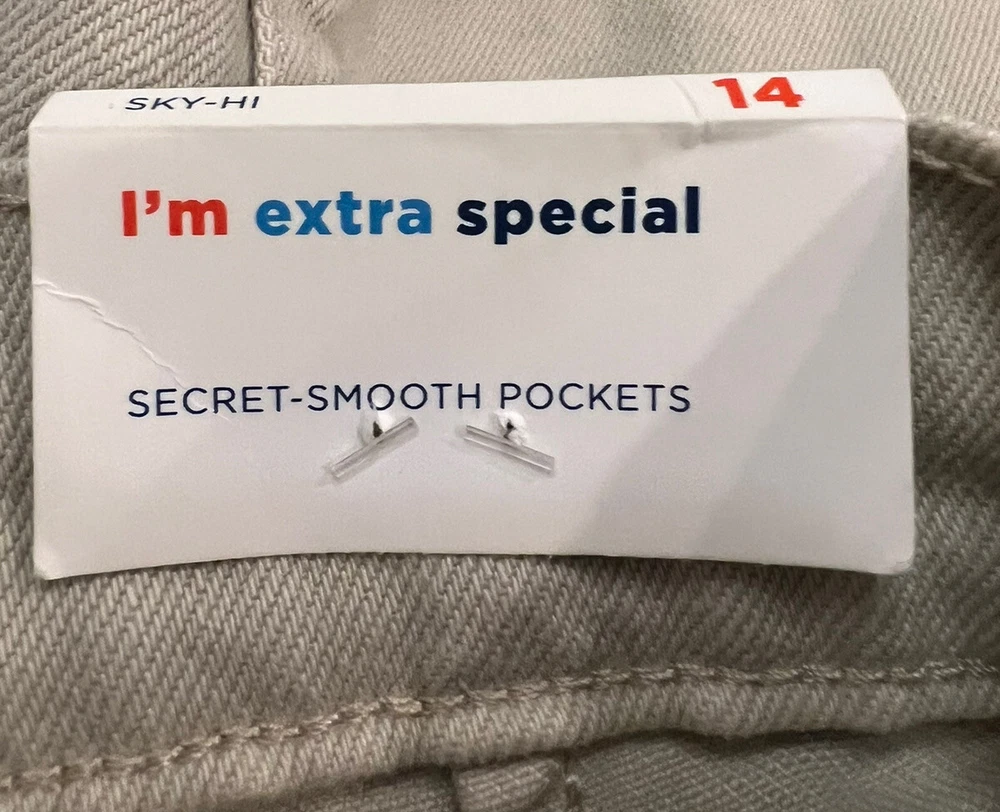 SKY-HI 14
I'm extra special
SECRET-SMOOTH POCKETS